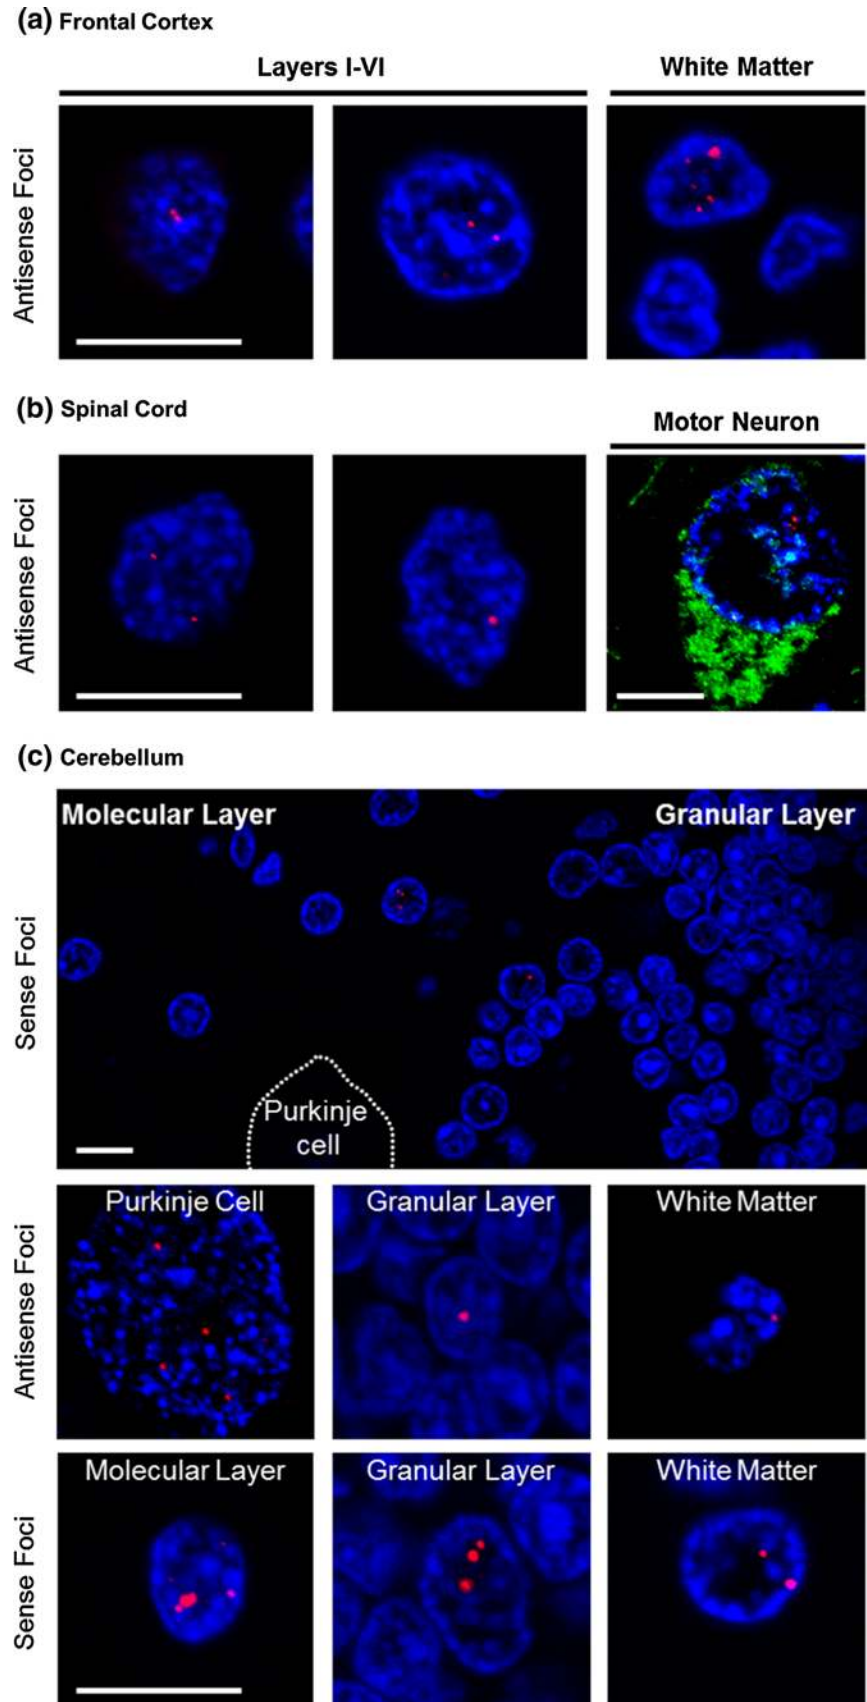 (a) Frontal Cortex
Layers I-VI
White Matter
Antisense Foci
(b) Spinal Cord
Motor Neuron
Antisense Foci
(c) Cerebellum
Molecular Layer
Granular Layer
Sense Foci
Purkinje
cell
Purkinje Cell
Granular Layer
White Matter
Antisense Foci
Molecular Layer
Granular Layer
White Matter
Sense Foci